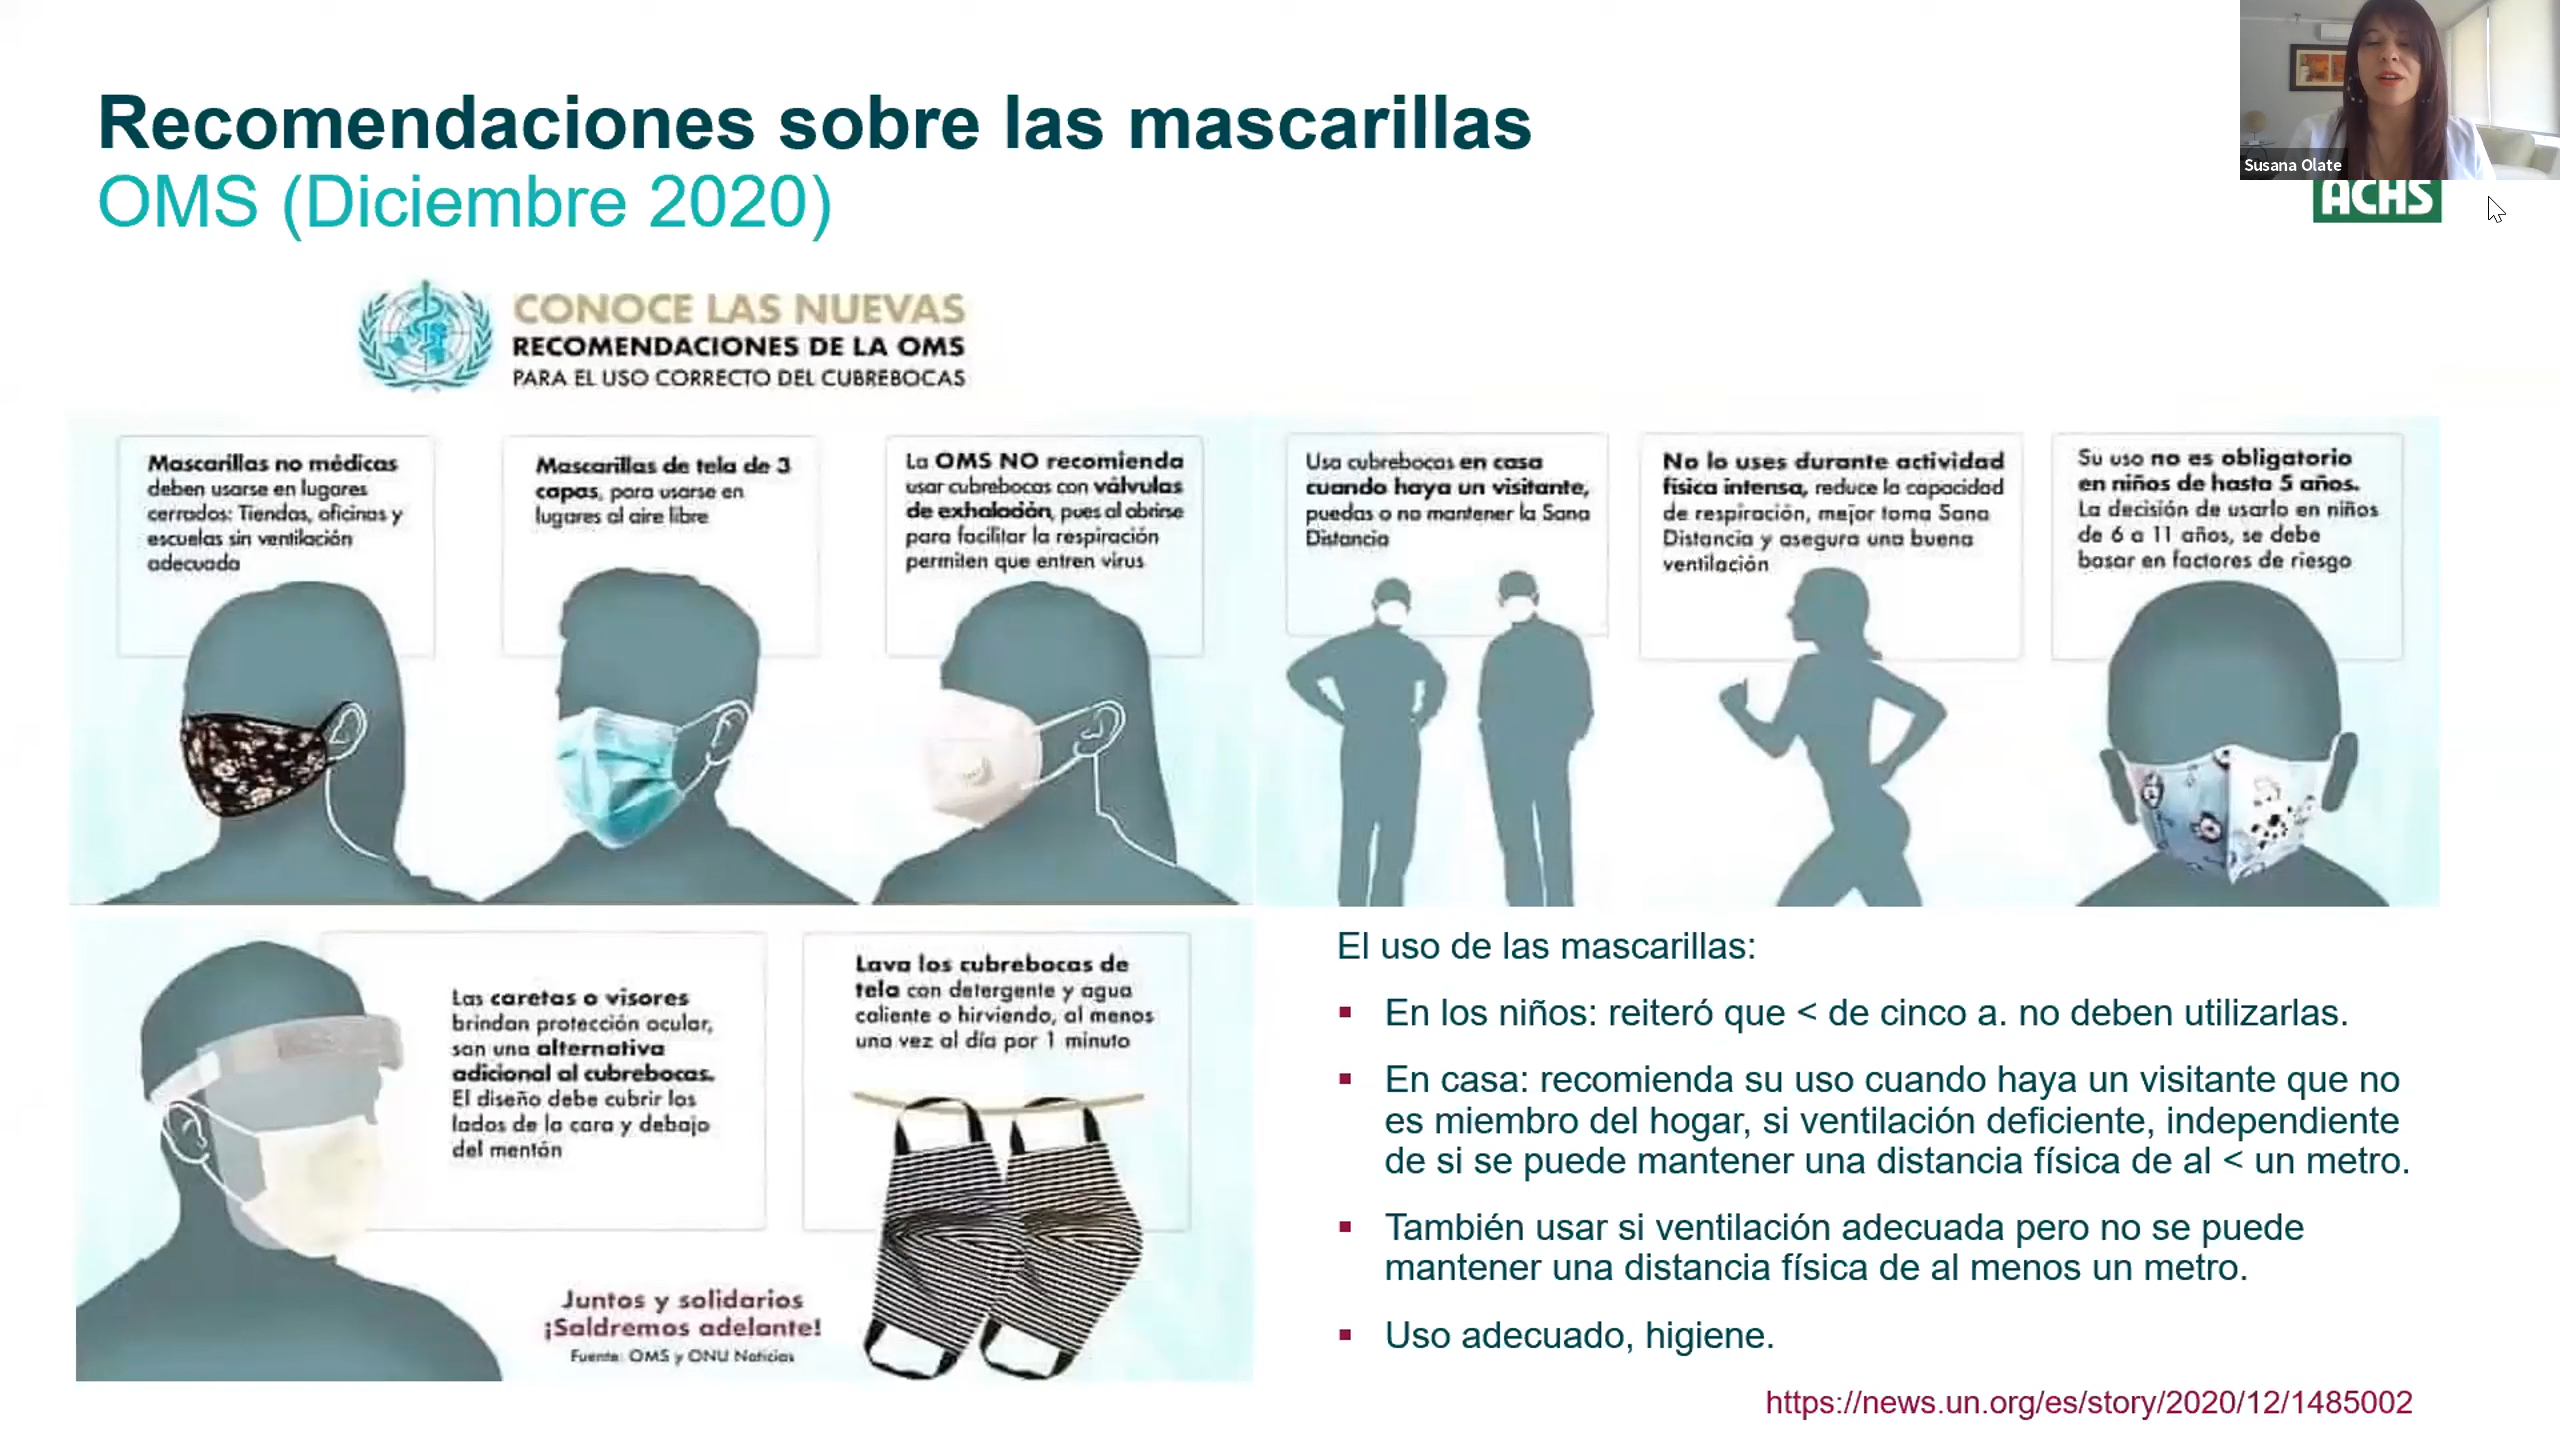 Recomendaciones sobre las mascarillas
OMS (Diciembre 2020)
Susana Olate
ACHS
CONOCE LAS NUEVAS
RECOMENDACIONES DE LA OMS
PARA EL USO CORRECTO DEL CUBREBOCAS
Mascarillas no médicas
deben usarse en lugares
cerrados: Tiendas, oficinas y
escuelas sin ventilación
adecuada
Mascarillas de tela de 3
capas, para usarse en
lugares al aire libre
La OMS NO recomienda
usar cubrebocas con válvulas
de exhalación, pues al abrirse
para facilitar la respiración
permiten que entren virus
Usa cubrebocas en casa
cuando haya un visitante,
puedas o no mantener la Sana
Distancia
No lo uses durante actividad
física intensa, reduce la capacidad
de respiración, mejor toma Sana
Distancia y asegura una buena
ventilación
Su uso no es obligatorio
en niños de hasta 5 años.
La decisión de usarlo en niños
de 6 a 11 años, se debe
basar en factores de riesgo
Las caretas o visores
brindan protección ocular,
son una alternativa
adicional al cubrebocas.
El diseño debe cubrir los
lados de la cara y debajo
del mentón
Lava los cubrebocas de
tela con detergente y agua
caliente o hirviendo, al menos
una vez al día por 1 minuto
Juntos y solidarios
¡Saldremos adelante!
Fuente: OMS y ONU Noticias
El uso de las mascarillas:
▪ En los niños: reiteró que < de cinco a. no deben utilizarlas.
▪ En casa: recomienda su uso cuando haya un visitante que no
es miembro del hogar, si ventilación deficiente, independiente
de si se puede mantener una distancia física de al < un metro.
▪ También usar si ventilación adecuada pero no se puede
mantener una distancia física de al menos un metro.
▪ Uso adecuado, higiene.
https://news.un.org/es/story/2020/12/1485002